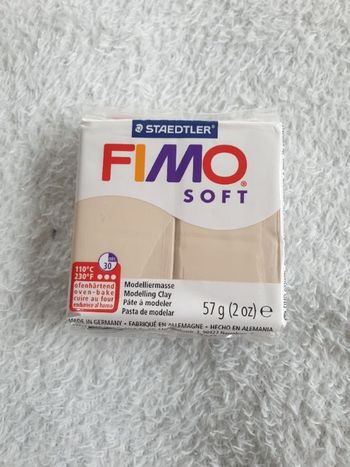 STAEDTLER
FIMO
SOFT
30
110°C
230°F
ofenhärtend
oven-bake
cuire au four
Modelliermasse
Modelling Clay
Pâte à modeler
Pasta de modelar
57 g (2 oz) e
MADE IN GERMANY • FABRIQUÉ EN ALLEMAGNE • HECHO EN ALEMANIA